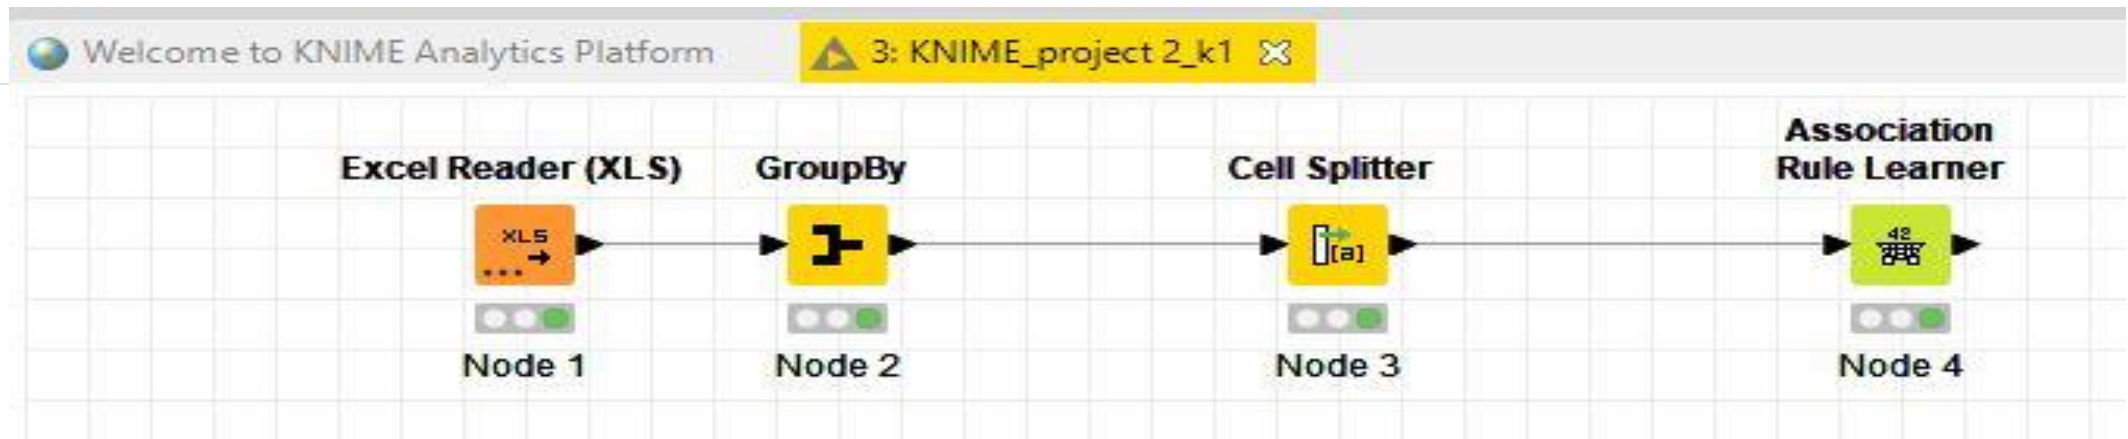 Welcome to KNIME Analytics Platform
3: KNIME_project 2_k1
Excel Reader (XLS)
GroupBy
Cell Splitter
Association
Rule Learner
XLS
[a]
42
Node 1
Node 2
Node 3
Node 4